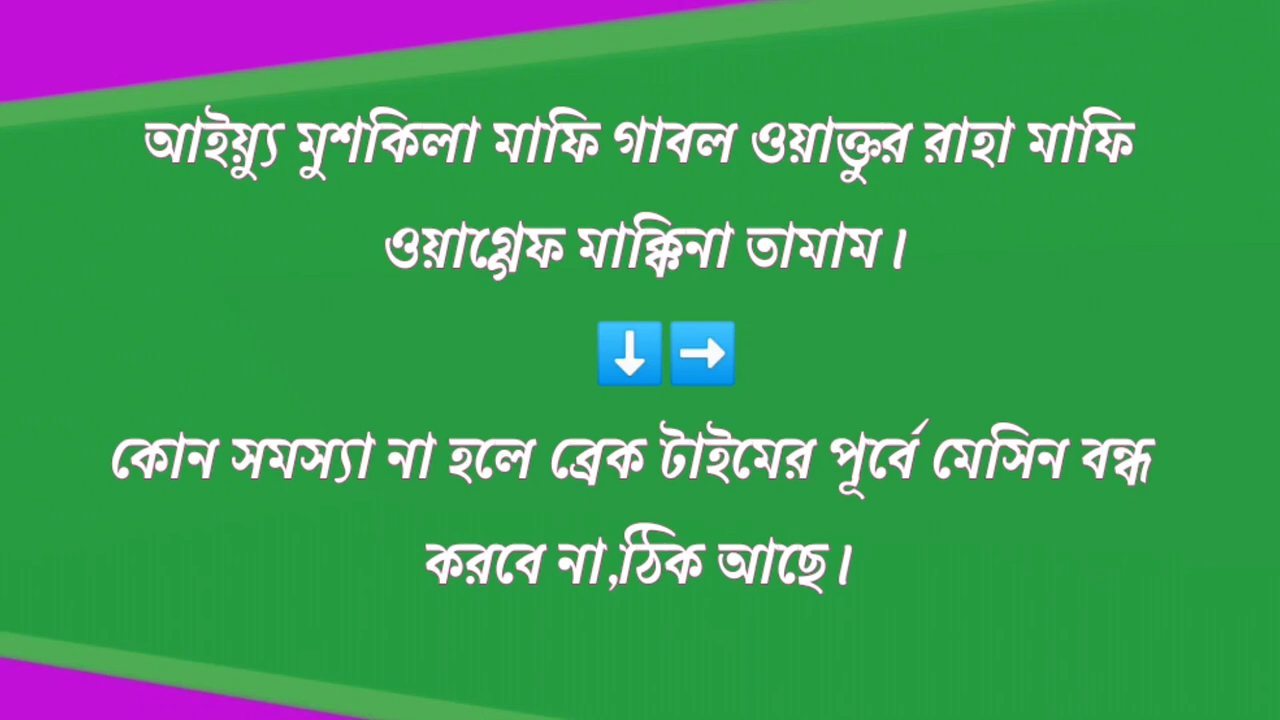 আইয়্যু মুশকিলা মাফি গাবল ওয়াক্তুর রাহা মাফি
ওয়াগ্গেফ মাক্কিনা তামাম।
⬇️➡️
কোন সমস্যা না হলে ব্রেক টাইমের পূর্বে মেসিন বন্ধ
করবে না,ঠিক আছে।